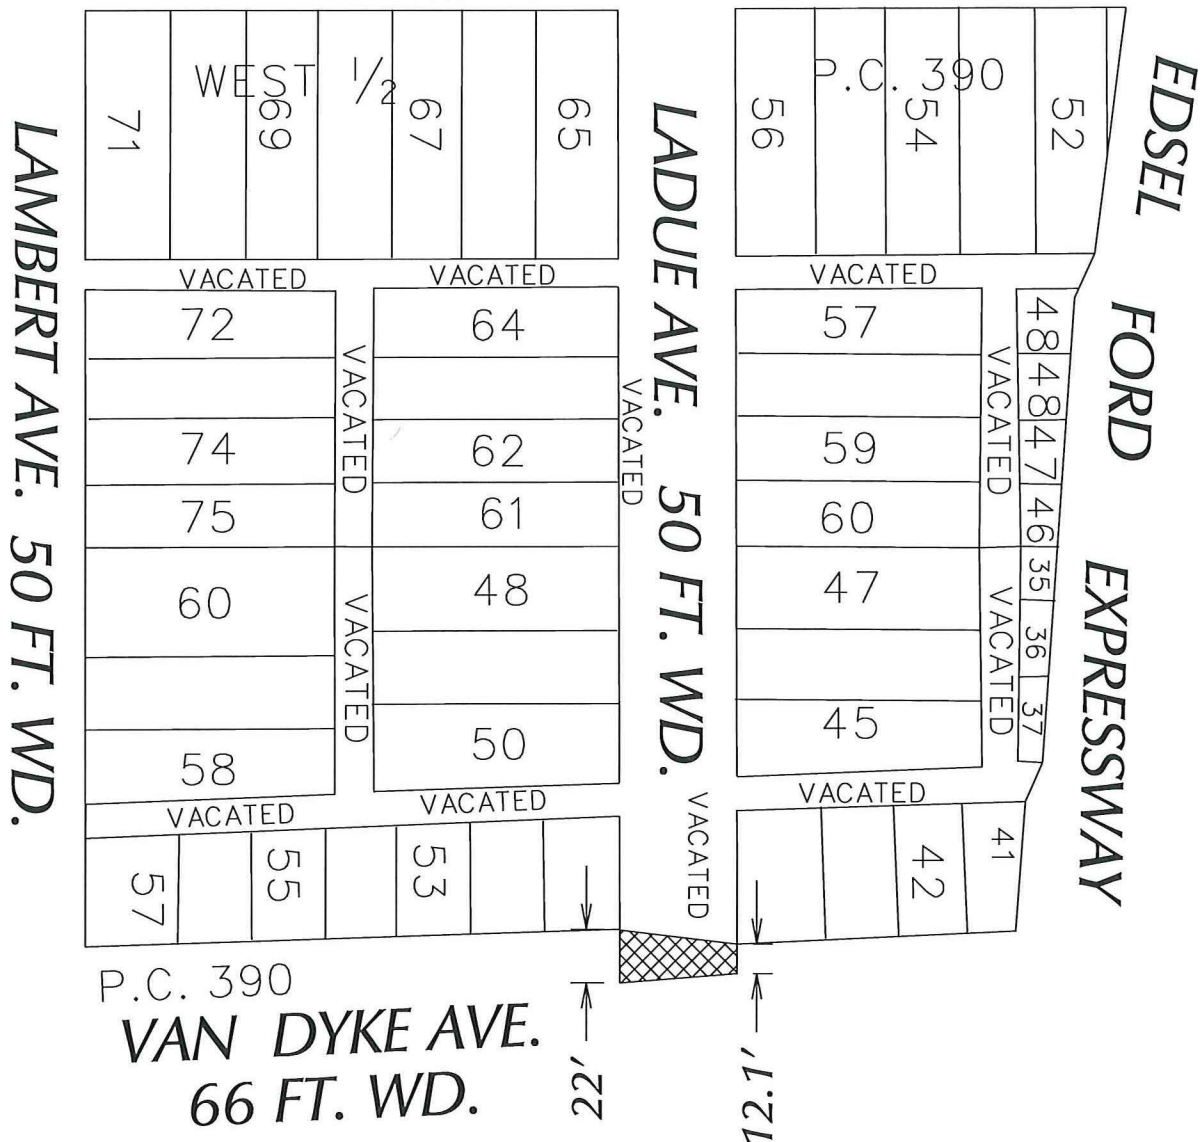 WEST 1/2
P.C. 390
71
69
67
65
56
54
52
EDSEL FORD EXPRESSWAY
LAMBERT AVE. 50 FT. WD.
LADUE AVE. 50 FT. WD.
VACATED
VACATED
VACATED
72
64
57
48
48
47
46
VACATED
VACATED
VACATED
74
62
59
75
61
60
60
48
47
35
36
37
VACATED
VACATED
58
50
45
VACATED
VACATED
VACATED
VACATED
57
55
53
42
41
P.C. 390
VAN DYKE AVE.
66 FT. WD.
22'
12.1'